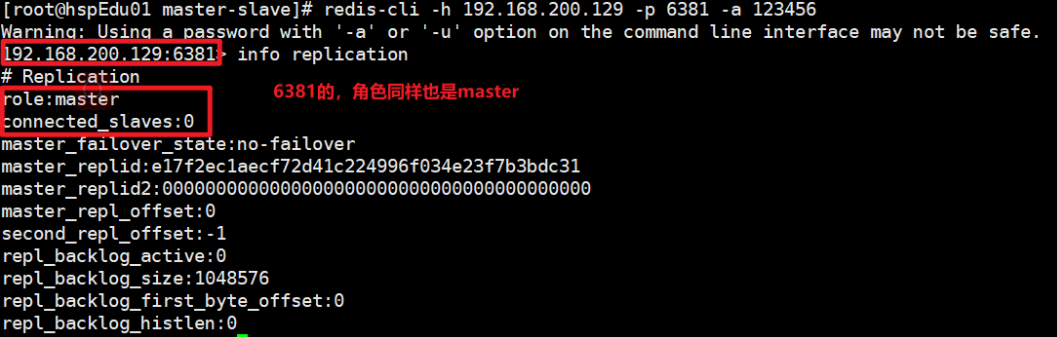 [root@hspEdu01 master-slave]# redis-cli -h 192.168.200.129 -p 6381 -a 123456
Warning: Using a password with '-a' or '-u' option on the command line interface may not be safe.
192.168.200.129:6381> info replication
# Replication
6381的，角色同样也是master
role:master
connected_slaves:0
master_failover_state:no-failover
master_replid:e17f2ec1aecf72d41c224996f034e23f7b3bdc31
master_replid2:0000000000000000000000000000000000000000
master_repl_offset:0
second_repl_offset:-1
repl_backlog_active:0
repl_backlog_size:1048576
repl_backlog_first_byte_offset:0
repl_backlog_histlen:0